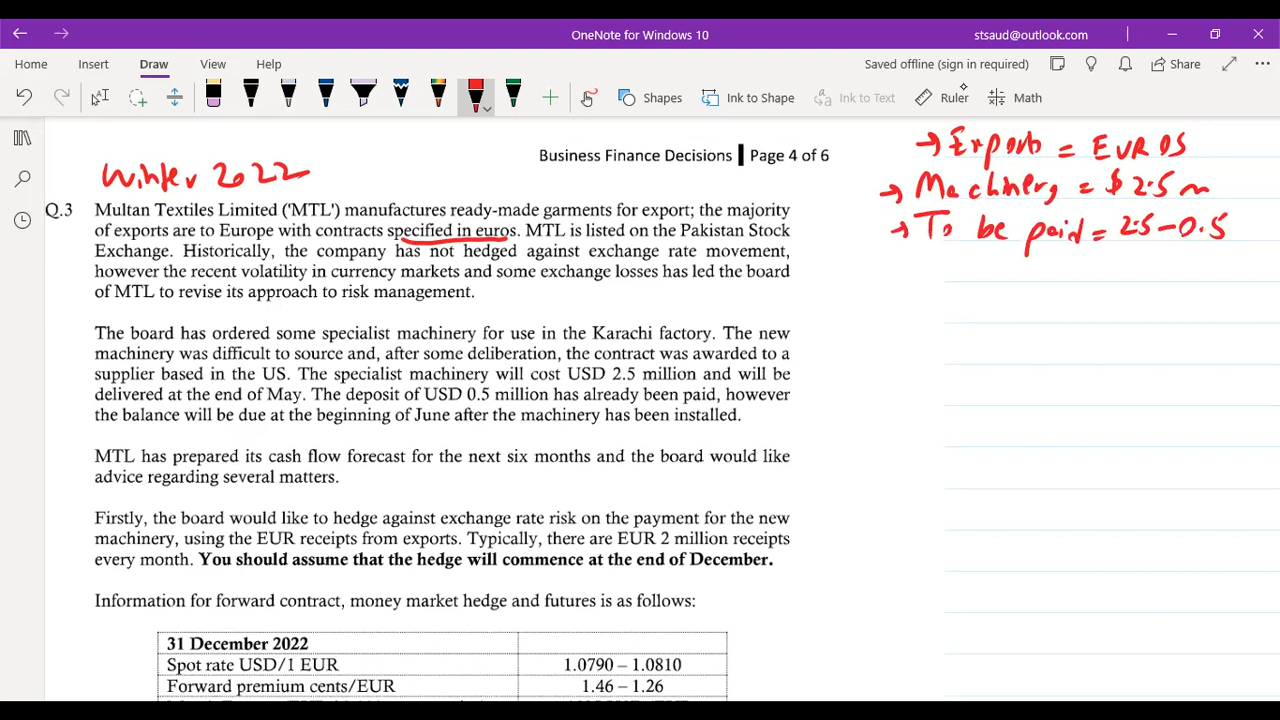 OneNote for Windows 10
stsaud@outlook.com
Home Insert Draw View Help
Saved offline (sign in required)
Share
Shapes
Ink to Shape
Ink to Text
Ruler
Math
Business Finance Decisions | Page 4 of 6
→ Exports = EUROS
Winter 2022
→ Machinery = $ 2.5 m
→ To be paid = 2.5 - 0.5
Q.3 Multan Textiles Limited ('MTL') manufactures ready-made garments for export; the majority
of exports are to Europe with contracts specified in euros. MTL is listed on the Pakistan Stock
Exchange. Historically, the company has not hedged against exchange rate movement,
however the recent volatility in currency markets and some exchange losses has led the board
of MTL to revise its approach to risk management.
The board has ordered some specialist machinery for use in the Karachi factory. The new
machinery was difficult to source and, after some deliberation, the contract was awarded to a
supplier based in the US. The specialist machinery will cost USD 2.5 million and will be
delivered at the end of May. The deposit of USD 0.5 million has already been paid, however
the balance will be due at the beginning of June after the machinery has been installed.
MTL has prepared its cash flow forecast for the next six months and the board would like
advice regarding several matters.
Firstly, the board would like to hedge against exchange rate risk on the payment for the new
machinery, using the EUR receipts from exports. Typically, there are EUR 2 million receipts
every month. You should assume that the hedge will commence at the end of December.
Information for forward contract, money market hedge and futures is as follows:
31 December 2022
Spot rate USD/1 EUR 1.0790 – 1.0810
Forward premium cents/EUR 1.46 – 1.26